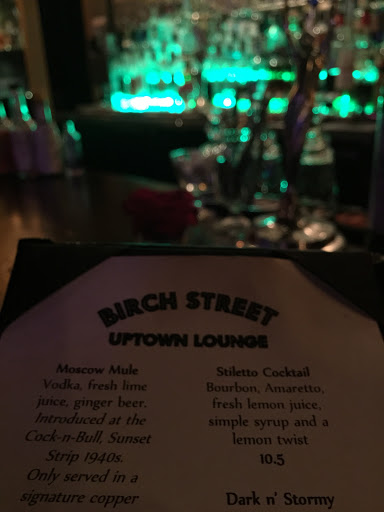 BIRCH STREET
UPTOWN LOUNGE
Moscow Mule
Vodka, fresh lime
juice, ginger beer.
Introduced at the
Cock-n-Bull, Sunset
Strip 1940s.
Only served in a
signature copper
Stiletto Cocktail
Bourbon, Amaretto,
fresh lemon juice,
simple syrup and a
lemon twist
10.5
Dark n' Stormy